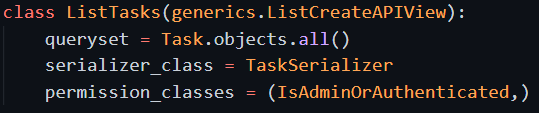 class ListTasks(generics.ListCreateAPIView):
    queryset = Task.objects.all()
    serializer_class = TaskSerializer
    permission_classes = (IsAdminOrAuthenticated,)